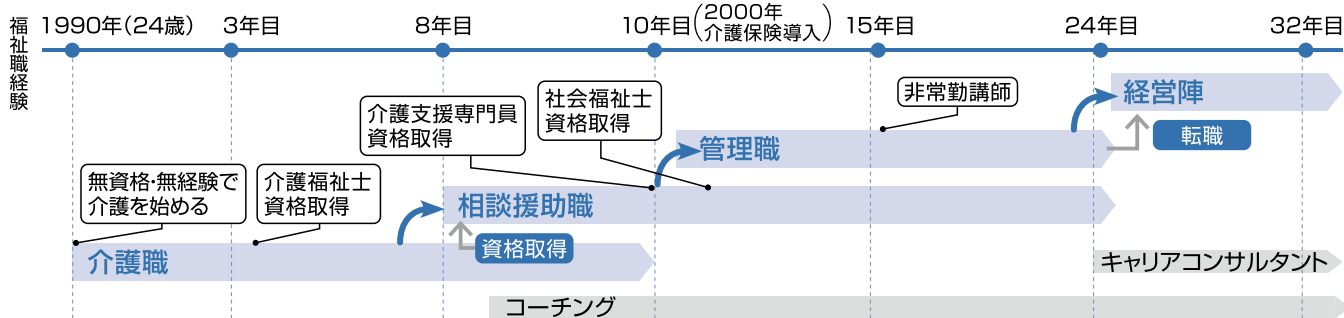 福祉職経験
1990年(24歳)
3年目
8年目
10年目(2000年
介護保険導入)
15年目
24年目
32年目
経営陣
転職
非常勤講師
社会福祉士
資格取得
介護支援専門員
資格取得
管理職
無資格・無経験で
介護を始める
介護福祉士
資格取得
相談援助職
資格取得
介護職
キャリアコンサルタント
コーチング